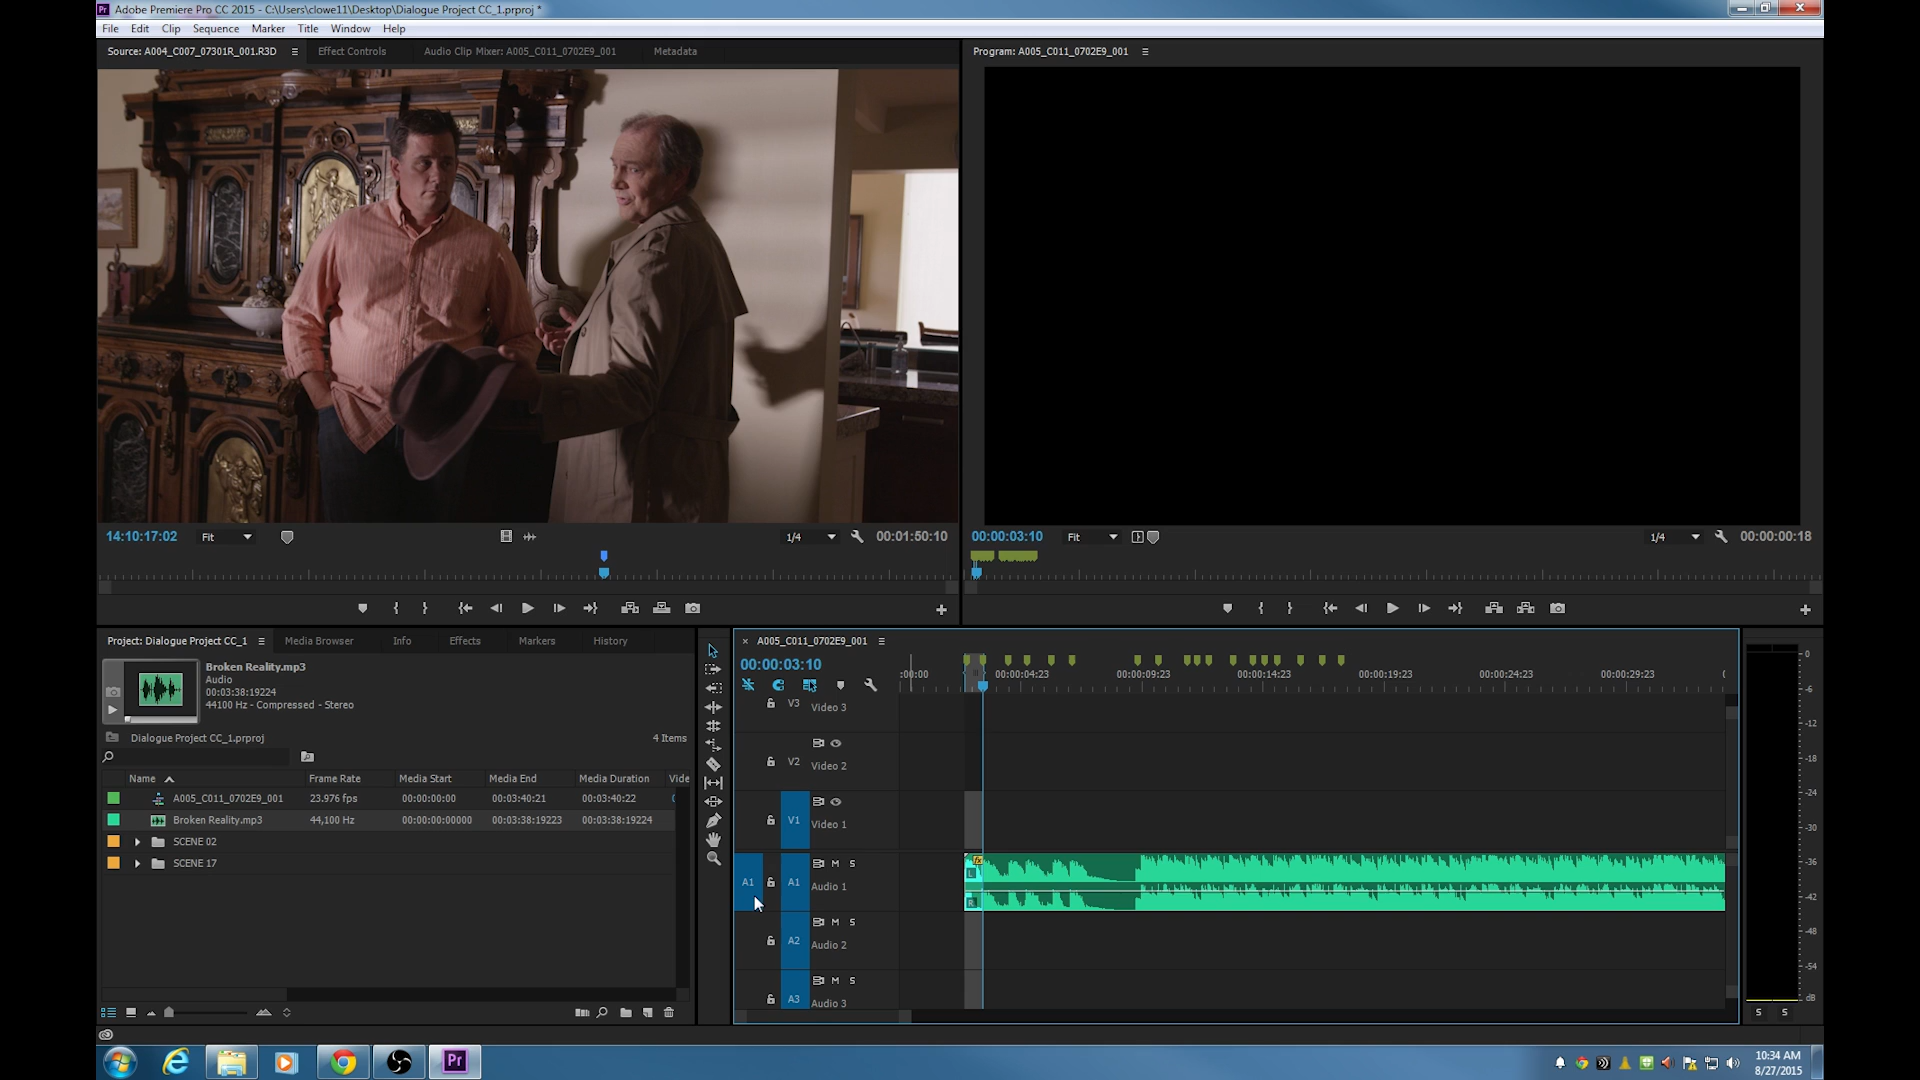 Pr Adobe Premiere Pro CC 2015 - C:\Users\clowe11\Desktop\Dialogue Project CC_1.prproj *
File Edit Clip Sequence Marker Title Window Help
Source: A004_C007_07301R_001.R3D Effect Controls Audio Clip Mixer: A005_C011_0702E9_001 Metadata
Program: A005_C011_0702E9_001
14:10:17:02 Fit 1/4 00:01:50:10
00:00:03:10 Fit 1/4 00:00:00:18
Project: Dialogue Project CC_1 Media Browser Info Effects Markers History
Broken Reality.mp3
Audio
00:03:38:19224
44100 Hz - Compressed - Stereo
Dialogue Project CC_1.prproj 4 Items
Name Frame Rate Media Start Media End Media Duration Vide
A005_C011_0702E9_001 23.976 fps 00:00:00:00 00:03:40:21 00:03:40:22
Broken Reality.mp3 44,100 Hz 00:00:00:00000 00:03:38:19223 00:03:38:19224
SCENE 02
SCENE 17
× A005_C011_0702E9_001
00:00:03:10
:00:00 00:00:04:23 00:00:09:23 00:00:14:23 00:00:19:23 00:00:24:23 00:00:29:23
V3 Video 3
V2 Video 2
V1 Video 1
A1 A1 M S Audio 1
fx
L
R
A2 M S Audio 2
A3 M S Audio 3
0
-6
-12
-18
-24
-30
-36
-42
-48
-54
dB
S S
Pr
10:34 AM
8/27/2015